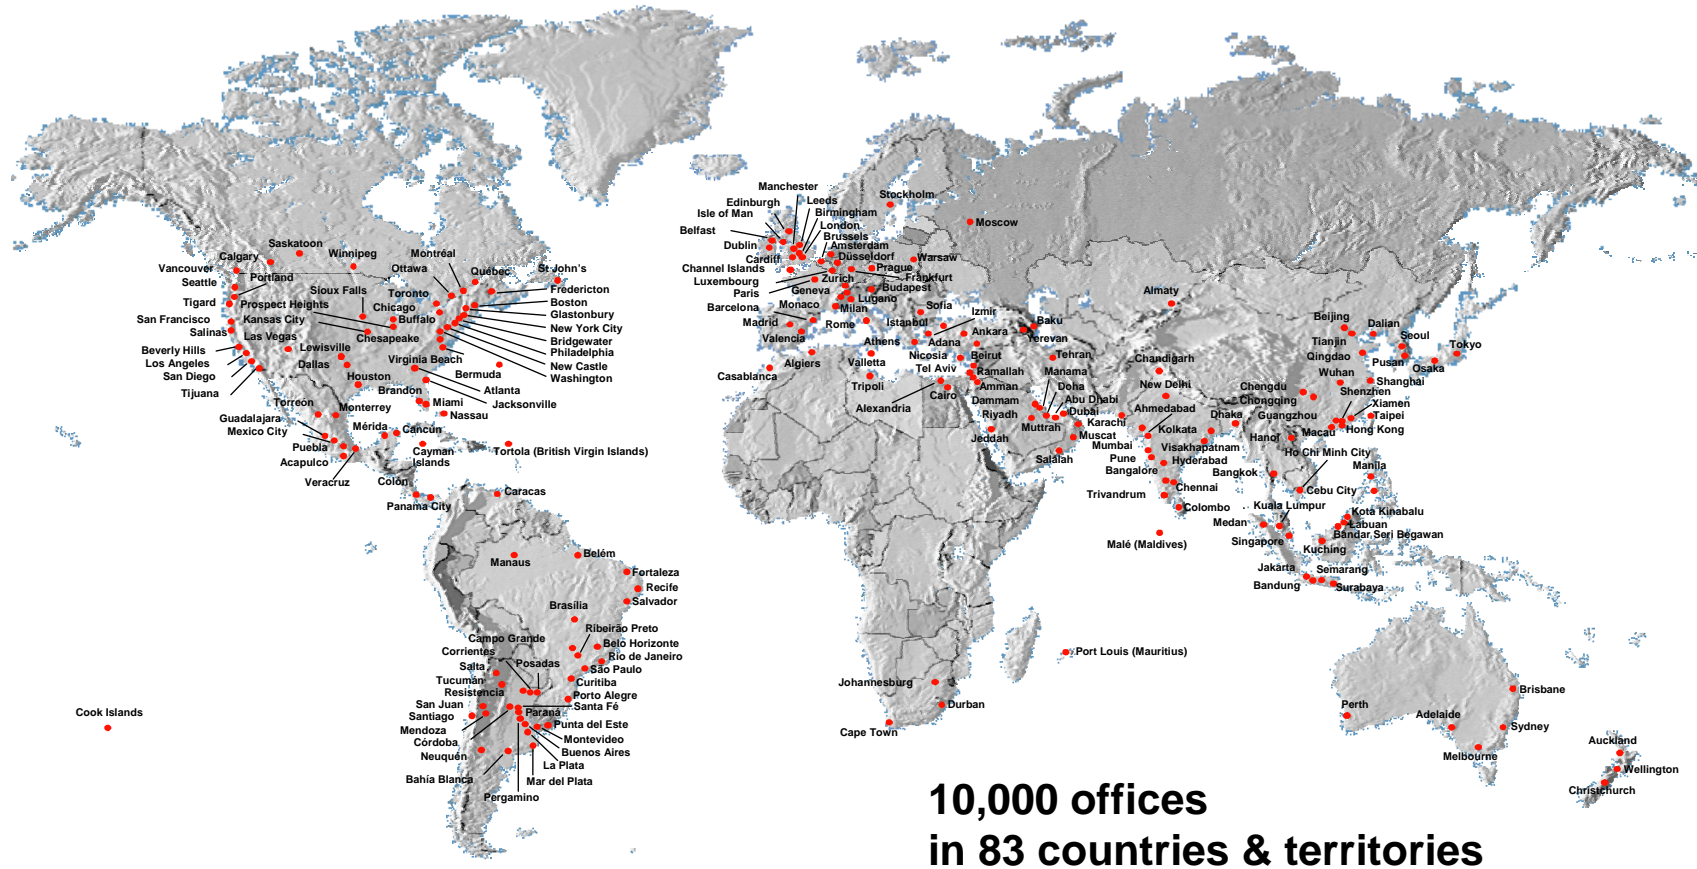 Saskatoon
Calgary
Winnipeg
Montréal
Vancouver
Portland
Ottawa
Québec
St John's
Seattle
Sioux Falls
Toronto
Fredericton
Tigard
Prospect Heights
Chicago
Boston
Kansas City
Buffalo
Glastonbury
San Francisco
Salinas
Las Vegas
Chesapeake
New York City
Bridgewater
Beverly Hills
Lewisville
Virginia Beach
Philadelphia
Los Angeles
Dallas
Bermuda
New Castle
San Diego
Houston
Washington
Tijuana
Brandon
Atlanta
Jacksonville
Torreón
Monterrey
Miami
Guadalajara
Mérida
Cancún
Nassau
Mexico City
Puebla
Cayman
Islands
Tortola (British Virgin Islands)
Acapulco
Veracruz
Colón
Caracas
Panama City
Manaus
Belém
Fortaleza
Recife
Salvador
Brasília
Ribeirão Preto
Campo Grande
Belo Horizonte
Corrientes
Posadas
Rio de Janeiro
Salta
São Paulo
Tucumán
Curitiba
Resistencia
Porto Alegre
San Juan
Santa Fé
Santiago
Paraná
Mendoza
Punta del Este
Córdoba
Montevideo
Neuquén
Buenos Aires
La Plata
Bahía Blanca
Mar del Plata
Pergamino
Cook Islands
Manchester
Stockholm
Edinburgh
Leeds
Isle of Man
Birmingham
Moscow
Belfast
London
Brussels
Dublin
Amsterdam
Cardiff
Düsseldorf
Warsaw
Channel Islands
Prague
Luxembourg
Zurich
Frankfurt
Paris
Geneva
Budapest
Barcelona
Monaco
Lugano
Milan
Sofia
Madrid
Rome
Istanbul
Izmir
Valencia
Athens
Adana
Ankara
Baku
Yerevan
Algiers
Valletta
Nicosia
Beirut
Tehran
Casablanca
Tripoli
Tel Aviv
Ramallah
Manama
Amman
Doha
Alexandria
Cairo
Dammam
Abu Dhabi
Riyadh
Dubai
Jeddah
Muttrah
Karachi
Muscat
Salalah
Almaty
Chandigarh
New Delhi
Ahmedabad
Kolkata
Dhaka
Mumbai
Visakhapatnam
Pune
Hyderabad
Bangalore
Chennai
Trivandrum
Colombo
Malé (Maldives)
Beijing
Dalian
Tianjin
Seoul
Tokyo
Qingdao
Pusan
Osaka
Wuhan
Chengdu
Shanghai
Chongqing
Shenzhen
Guangzhou
Xiamen
Taipei
Hanoi
Macau
Hong Kong
Ho Chi Minh City
Bangkok
Manila
Cebu City
Kuala Lumpur
Kota Kinabalu
Medan
Labuan
Singapore
Bandar Seri Begawan
Kuching
Jakarta
Semarang
Bandung
Surabaya
Port Louis (Mauritius)
Johannesburg
Durban
Cape Town
Brisbane
Perth
Adelaide
Sydney
Melbourne
Auckland
Wellington
Christchurch
10,000 offices
in 83 countries & territories